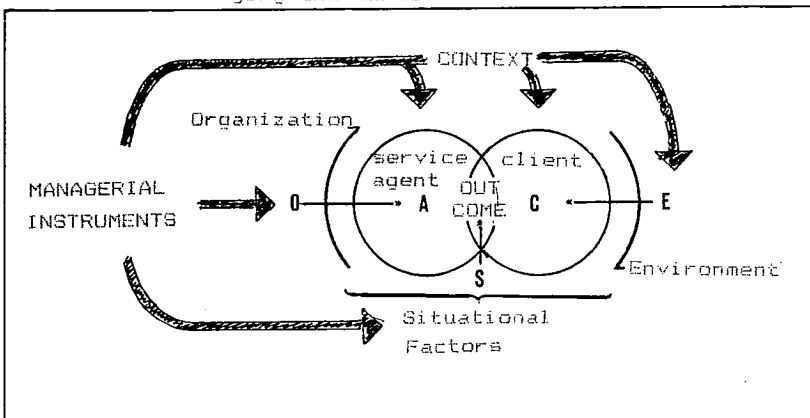 CONTEXT
Organization
service client
agent
OUT
COME
MANAGERIAL
INSTRUMENTS
O A C E
S
Environment
Situational
Factors